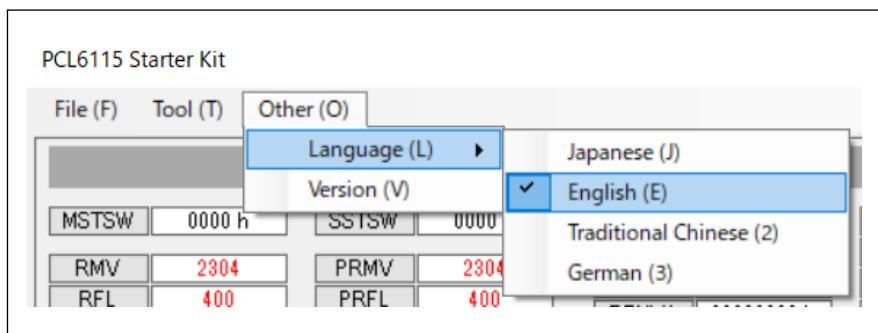 PCL6115 Starter Kit
File (F) Tool (T) Other (O)
Language (L) Japanese (J)
Version (V) English (E)
Traditional Chinese (2)
German (3)
MSTSW 0000 h SSTSW 0000
RMV 2304 PRMV 2304
RFL 400 PRFL 400